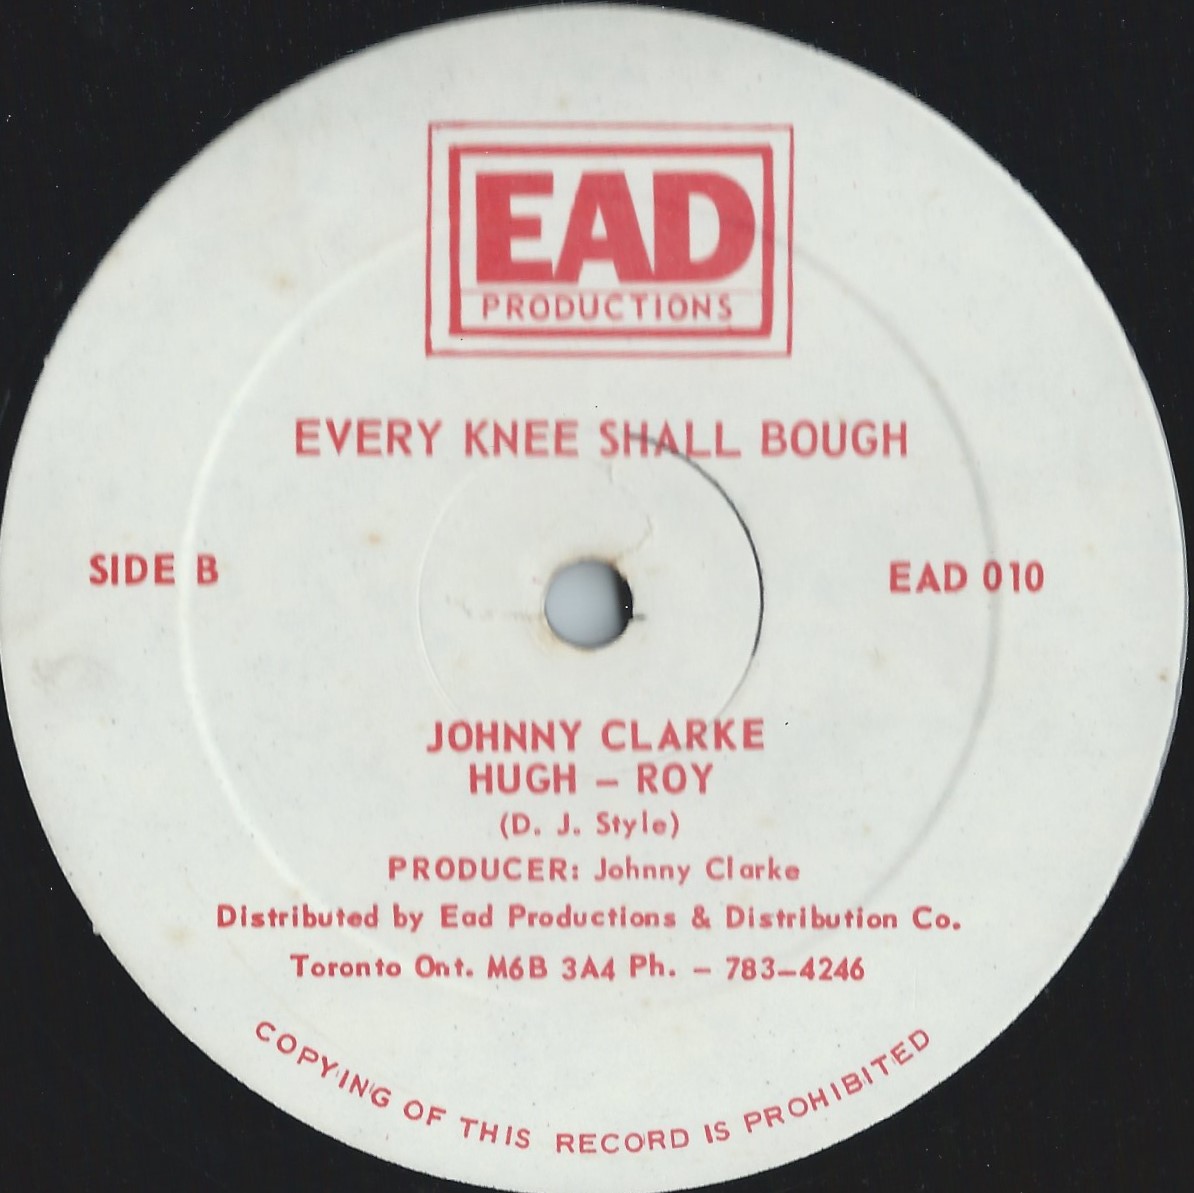 EAD
PRODUCTIONS
EVERY KNEE SHALL BOUGH
SIDE B
EAD 010
JOHNNY CLARKE
HUGH – ROY
(D. J. Style)
PRODUCER: Johnny Clarke
Distributed by Ead Productions & Distribution Co.
Toronto Ont. M6B 3A4 Ph. – 783–4246
COPYING OF THIS RECORD IS PROHIBITED